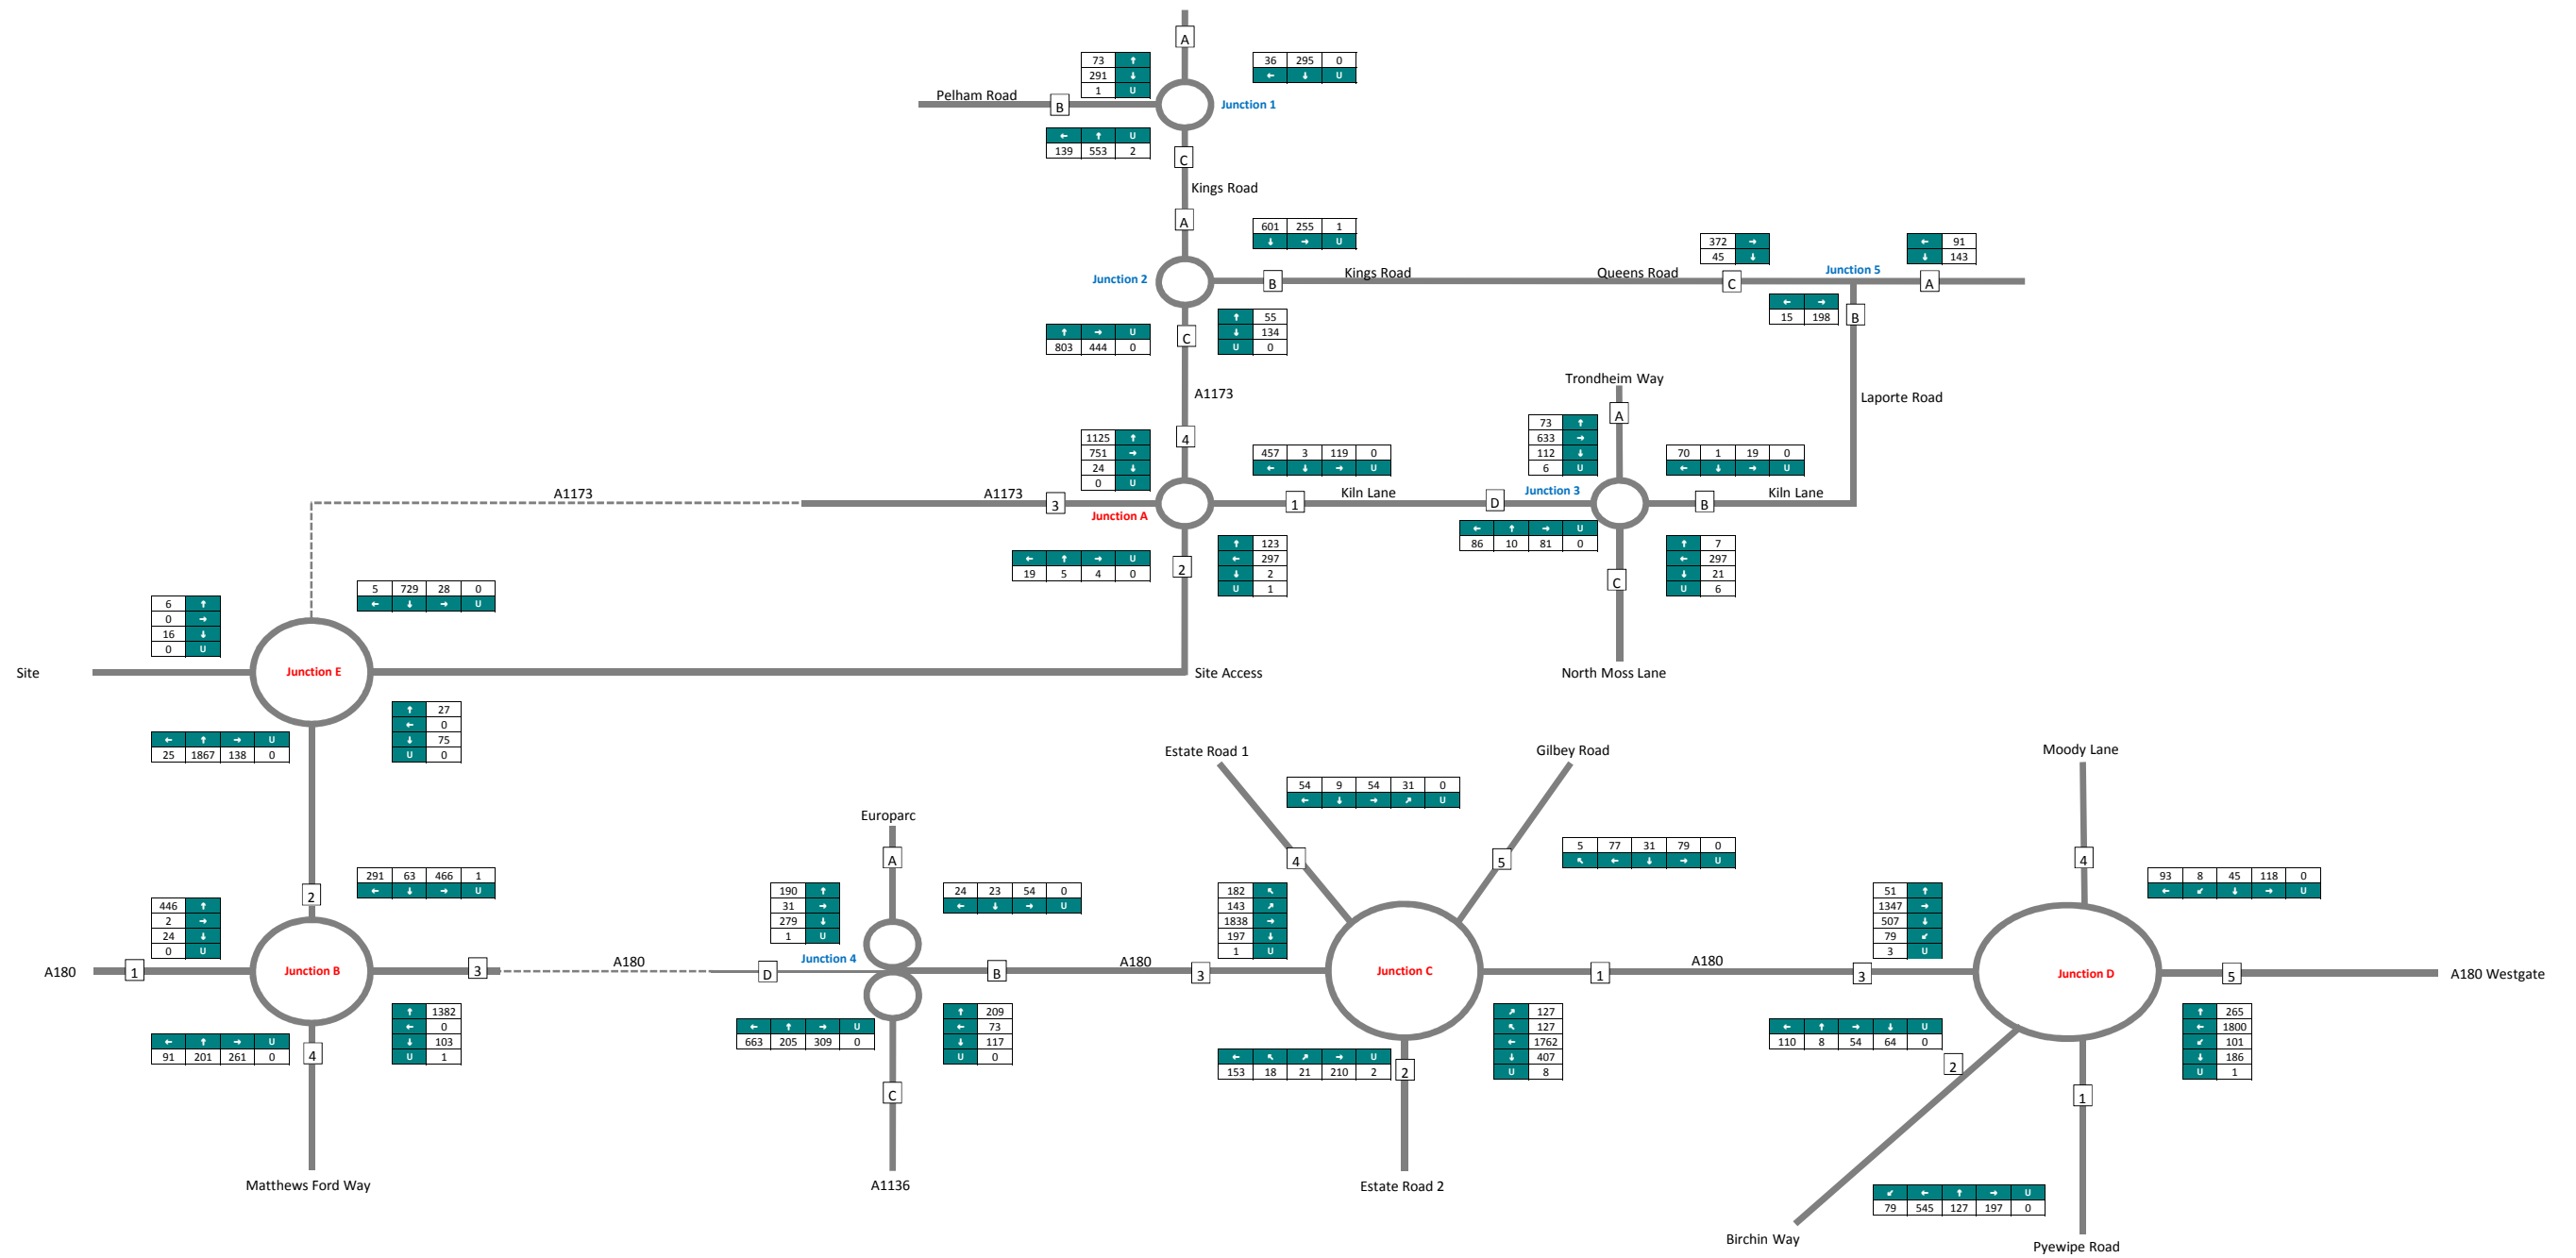 A
73 ↑
291 ↓
1 U
36 295 0
← ↓ U
Pelham Road
B
Junction 1
← ↑ U
139 553 2
C
Kings Road
A
601 255 1
↓ → U
Junction 2
B
Kings Road
Queens Road
372 →
45 ↓
C
Junction 5
← 91
↓ 143
A
← →
15 198
B
↑ → U
803 444 0
C
↑ 55
↓ 134
U 0
A1173
Laporte Road
Trondheim Way
A
1125 ↑
751 →
24 ↓
0 U
4
457 3 119 0
← ↓ → U
73 ↑
633 →
112 ↓
6 U
70 1 19 0
← ↓ → U
A1173
A1173
3
Junction A
1
Kiln Lane
D
Junction 3
B
Kiln Lane
← ↑ → U
86 10 81 0
← ↑ → U
19 5 4 0
2
↑ 123
← 297
↓ 2
U 1
C
↑ 7
← 297
↓ 21
U 6
5 729 28 0
← ↓ → U
6 ↑
0 →
16 ↓
0 U
Site
Junction E
Site Access
North Moss Lane
← ↑ → U
25 1867 138 0
↑ 27
← 0
↓ 75
U 0
Estate Road 1
Gilbey Road
Moody Lane
54 9 54 31 0
← ↓ → ↗ U
Europarc
A
4
5
5 77 31 79 0
↖ ← ↓ → U
4
291 63 466 1
← ↓ → U
2
446 ↑
2 →
24 ↓
0 U
190 ↑
31 →
279 ↓
1 U
24 23 54 0
← ↓ → U
182 ↖
143 ↗
1838 →
197 ↓
1 U
51 ↑
1347 →
507 ↓
79 ↙
3 U
93 8 45 118 0
← ↙ ↓ → U
A180
1
Junction B
3
A180
D
Junction 4
B
A180
3
Junction C
1
A180
3
Junction D
5
A180 Westgate
← ↑ → U
91 201 261 0
4
↑ 1382
← 0
↓ 103
U 1
← ↑ → U
663 205 309 0
↑ 209
← 73
↓ 117
U 0
C
← ↖ ↗ → U
153 18 21 210 2
2
↗ 127
↖ 127
← 1762
↓ 407
U 8
← ↑ → ↓ U
110 8 54 64 0
2
1
↑ 265
← 1800
↙ 101
↓ 186
U 1
Matthews Ford Way
A1136
Estate Road 2
↙ ← ↑ → U
79 545 127 197 0
Birchin Way
Pyewipe Road